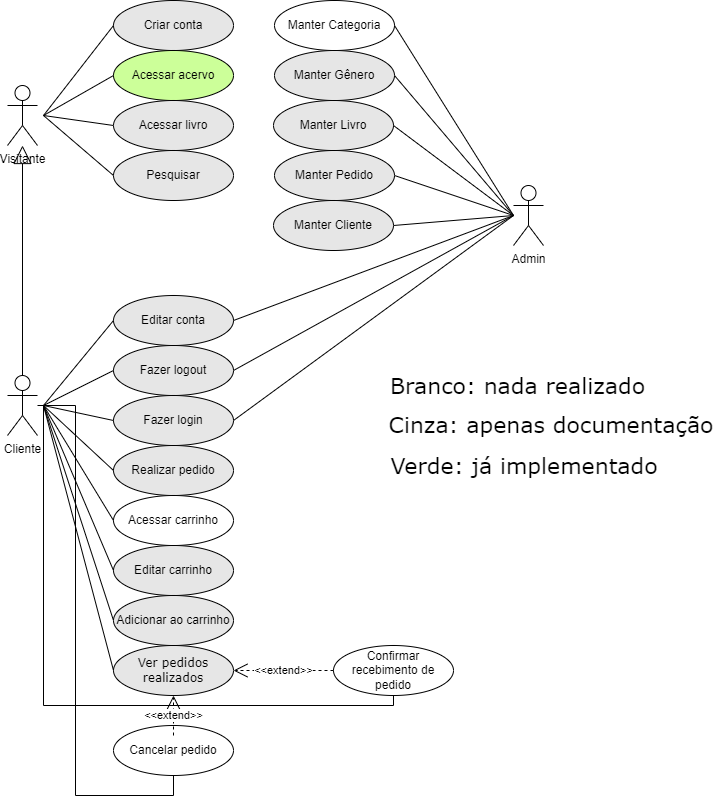 Criar conta
Acessar acervo
Acessar livro
Pesquisar
Visitante
Manter Categoria
Manter Gênero
Manter Livro
Manter Pedido
Manter Cliente
Admin
Editar conta
Fazer logout
Fazer login
Realizar pedido
Acessar carrinho
Editar carrinho
Adicionar ao carrinho
Ver pedidos
realizados
Cliente
<<extend>>
Confirmar
recebimento de
pedido
<<extend>>
Cancelar pedido
Branco: nada realizado
Cinza: apenas documentação
Verde: já implementado